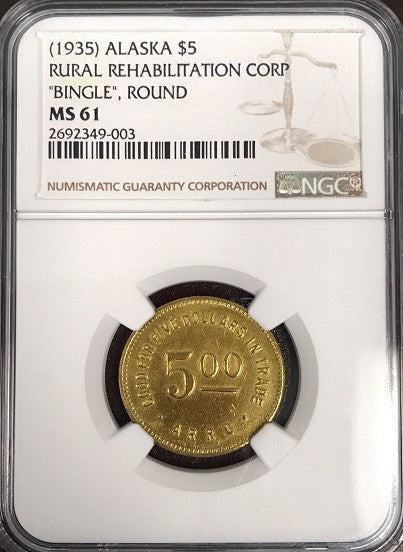 (1935) ALASKA $5
RURAL REHABILITATION CORP
"BINGLE", ROUND
MS 61
2692349-003
NUMISMATIC GUARANTY CORPORATION
NGC
GOOD FOR FIVE DOLLARS IN TRADE
5.00
· A.R.R.C. ·